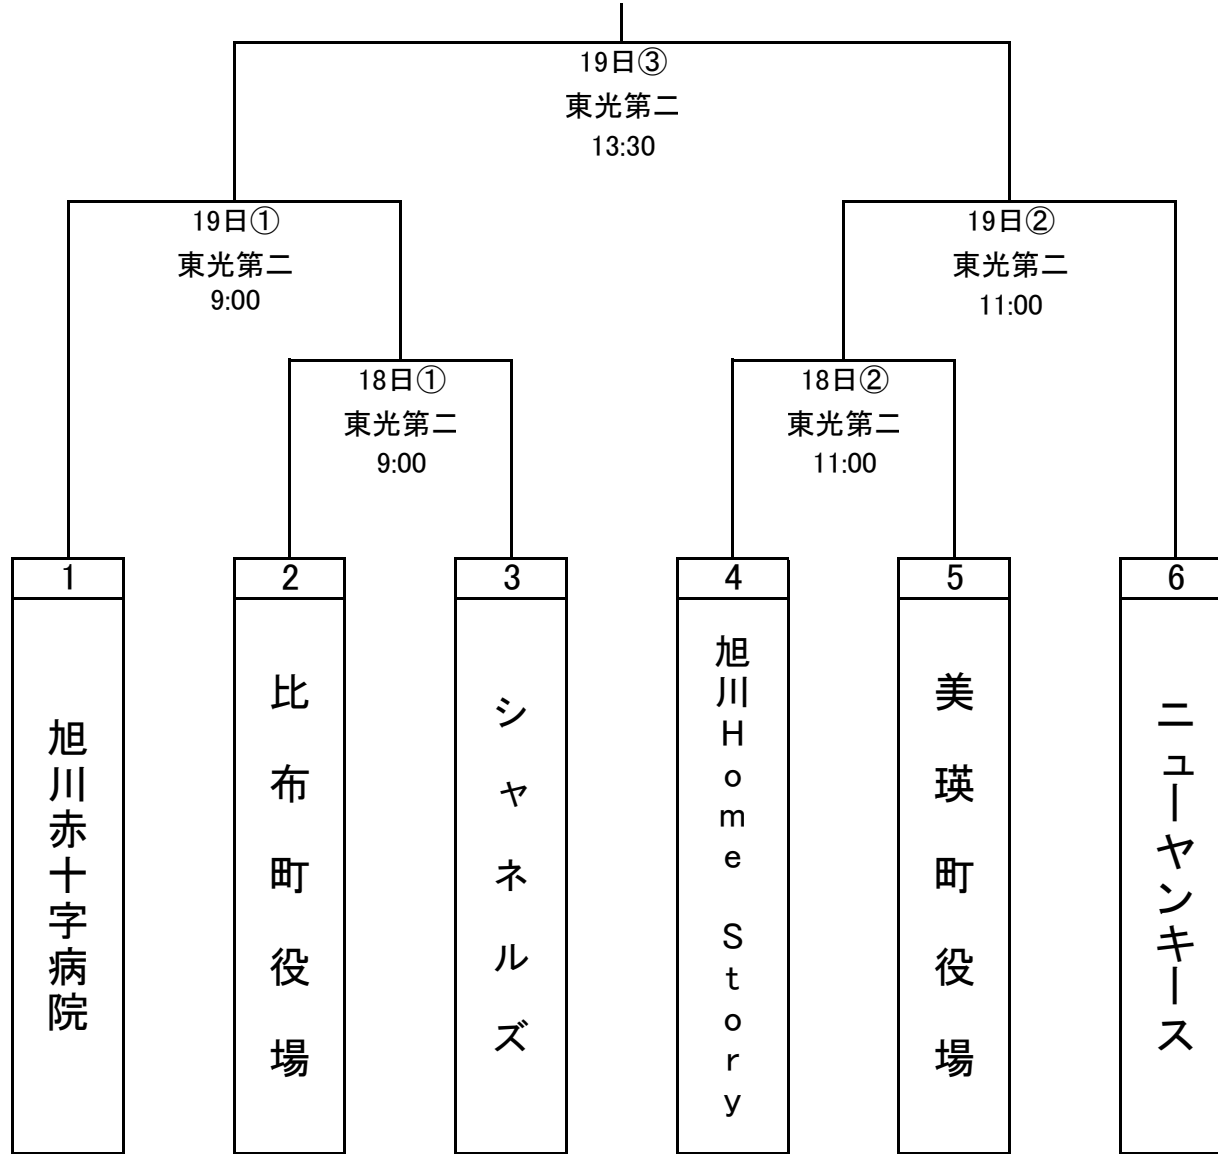 19日③
東光第二
13:30
19日①
東光第二
9:00
19日②
東光第二
11:00
18日①
東光第二
9:00
18日②
東光第二
11:00
1
2
3
4
5
6
旭川赤十字病院
比布町役場
シャネルズ
旭川Home Story
美瑛町役場
ニューヤンキース